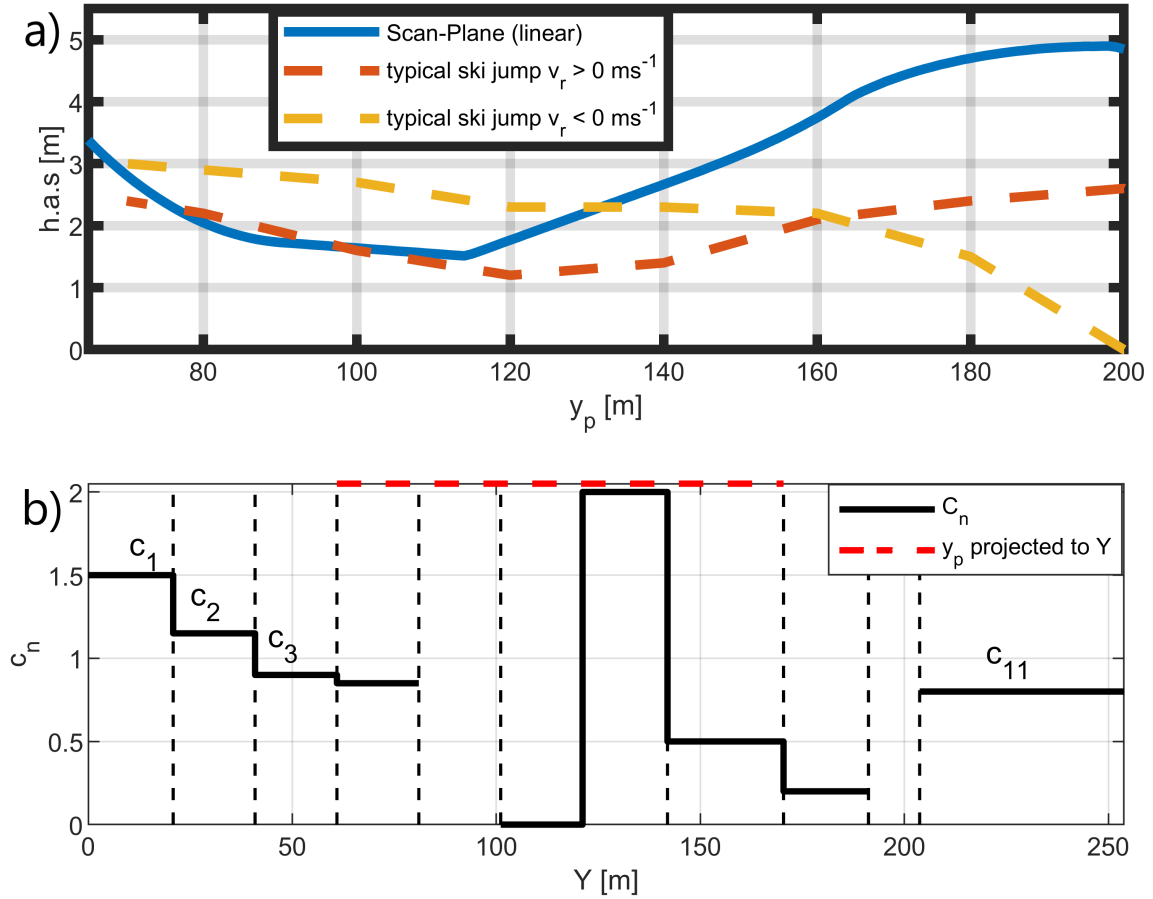 a)
Scan-Plane (linear)
typical ski jump v_r > 0 ms^-1
typical ski jump v_r < 0 ms^-1
5
4
3
2
1
0
h.a.s [m]
80 100 120 140 160 180 200
y_p [m]
b)
C_n
y_p projected to Y
2
1.5
1
0.5
0
c_n
c_1
c_2
c_3
c_11
0 50 100 150 200 250
Y [m]